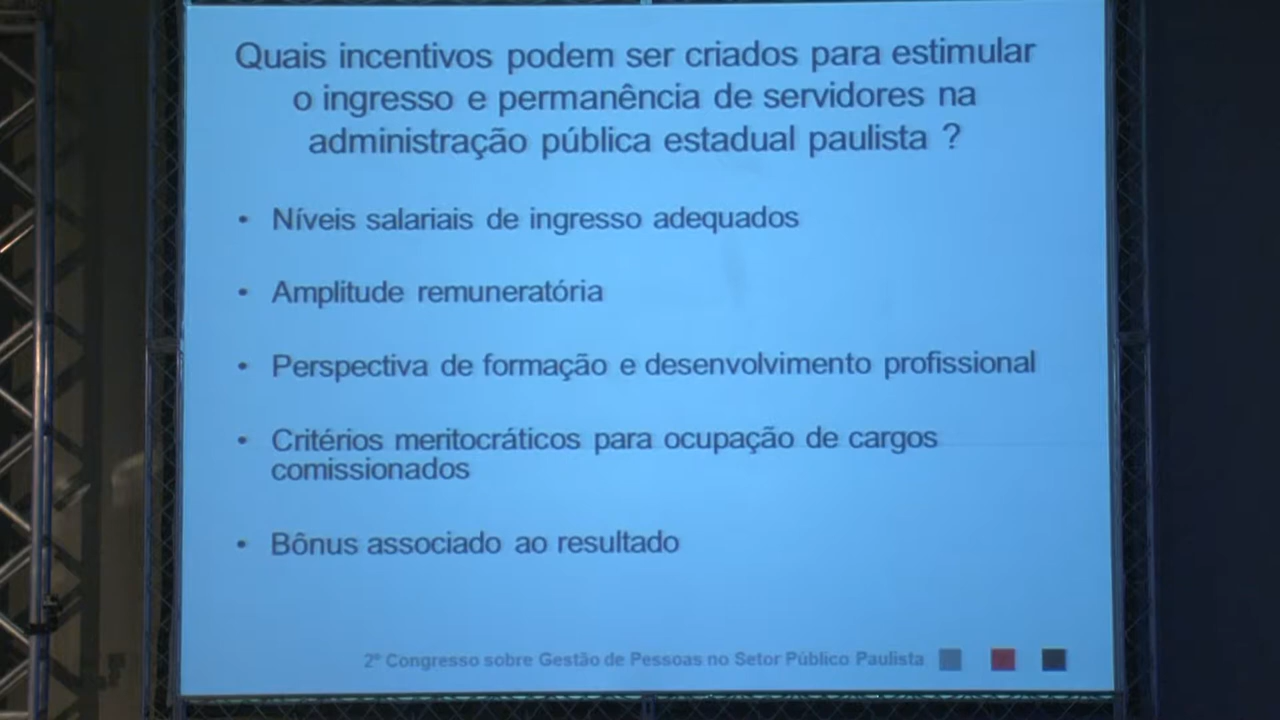 Quais incentivos podem ser criados para estimular
o ingresso e permanência de servidores na
administração pública estadual paulista ?
• Níveis salariais de ingresso adequados
• Amplitude remuneratória
• Perspectiva de formação e desenvolvimento profissional
• Critérios meritocráticos para ocupação de cargos
comissionados
• Bônus associado ao resultado
2º Congresso sobre Gestão de Pessoas no Setor Público Paulista